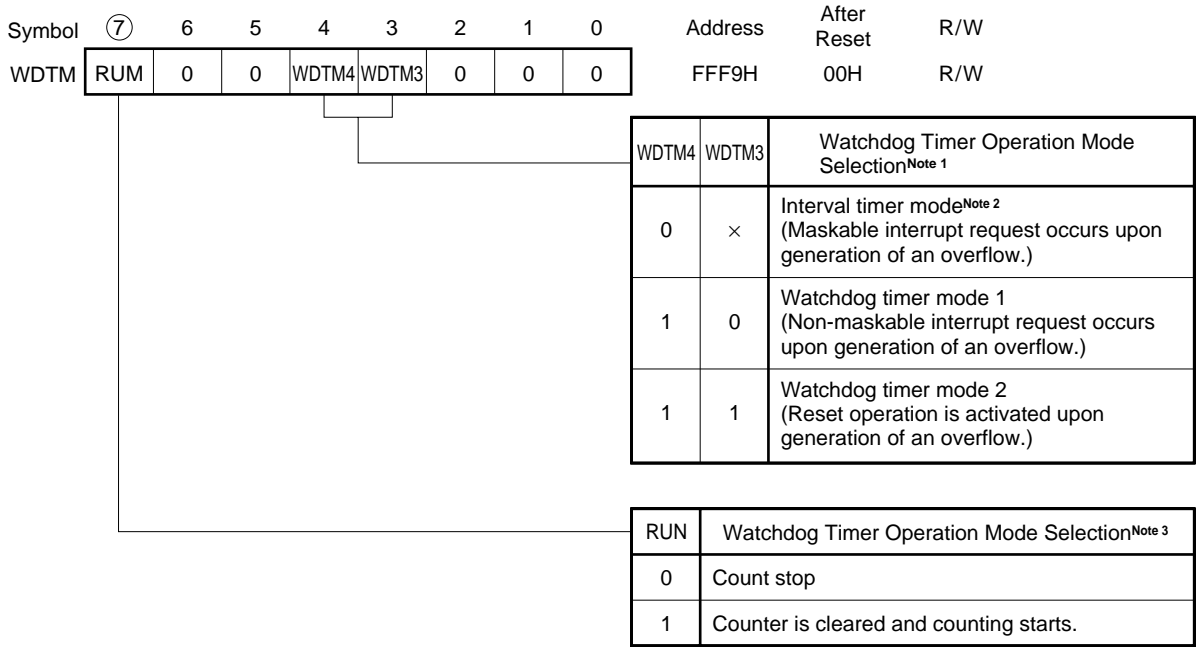 Symbol 7 6 5 4 3 2 1 0 Address After Reset R/W
WDTM RUM 0 0 WDTM4 WDTM3 0 0 0 FFF9H 00H R/W
WDTM4 WDTM3 Watchdog Timer Operation Mode
SelectionNote 1
0 × Interval timer modeNote 2
(Maskable interrupt request occurs upon
generation of an overflow.)
1 0 Watchdog timer mode 1
(Non-maskable interrupt request occurs
upon generation of an overflow.)
1 1 Watchdog timer mode 2
(Reset operation is activated upon
generation of an overflow.)
RUN Watchdog Timer Operation Mode SelectionNote 3
0 Count stop
1 Counter is cleared and counting starts.